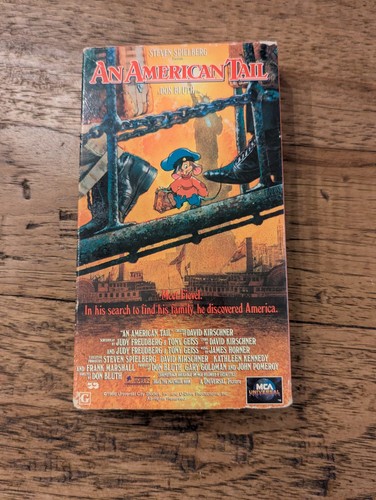 STEVEN SPIELBERG
AN AMERICAN TAIL
DON BLUTH
Meet Fievel.
In his search to find his family, he discovered America.
"AN AMERICAN TAIL" DAVID KIRSCHNER
JUDY FREUDBERG & TONY GEISS DAVID KIRSCHNER
AND JUDY FREUDBERG & TONY GEISS JAMES HORNER
STEVEN SPIELBERG DAVID KIRSCHNER KATHLEEN KENNEDY
AND FRANK MARSHALL DON BLUTH, GARY GOLDMAN AND JOHN POMEROY
DON BLUTH
A UNIVERSAL Picture
G
MCA
UNIVERSAL